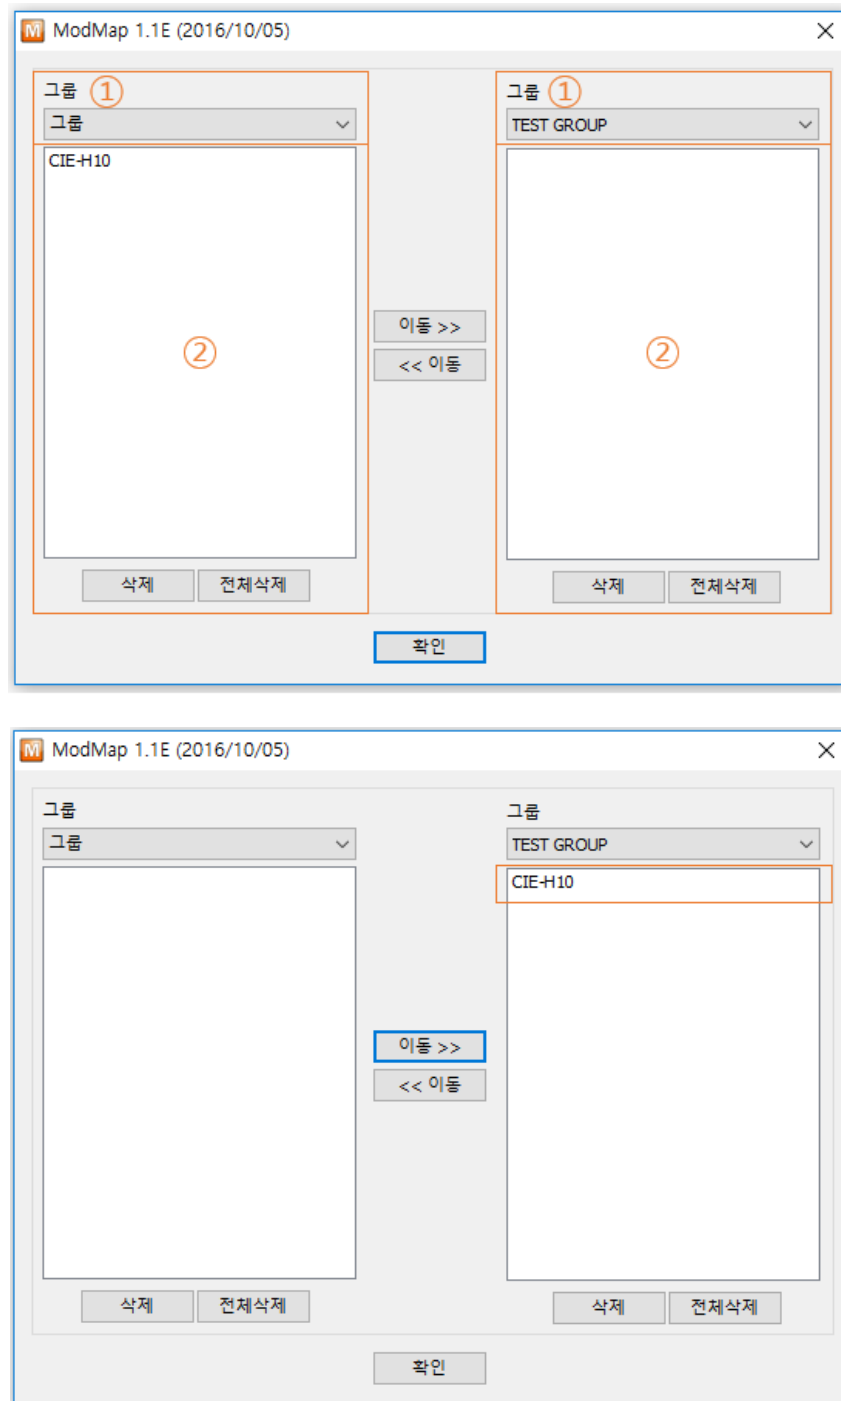 M ModMap 1.1E (2016/10/05)
그룹 ① 그룹 ①
그룹 TEST GROUP
CIE-H10
이동 >>
② ②
<< 이동
삭제 전체삭제 삭제 전체삭제
확인
M ModMap 1.1E (2016/10/05)
그룹 그룹
그룹 TEST GROUP
CIE-H10
이동 >>
<< 이동
삭제 전체삭제 삭제 전체삭제
확인